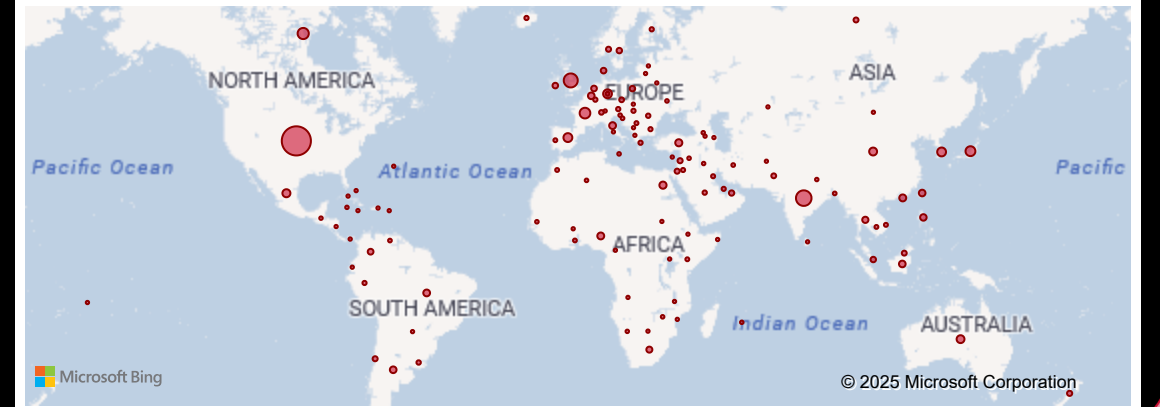 NORTH AMERICA
ASIA
EUROPE
Pacific Ocean
Atlantic Ocean
Pacific
AFRICA
SOUTH AMERICA
Indian Ocean
AUSTRALIA
Microsoft Bing
© 2025 Microsoft Corporation